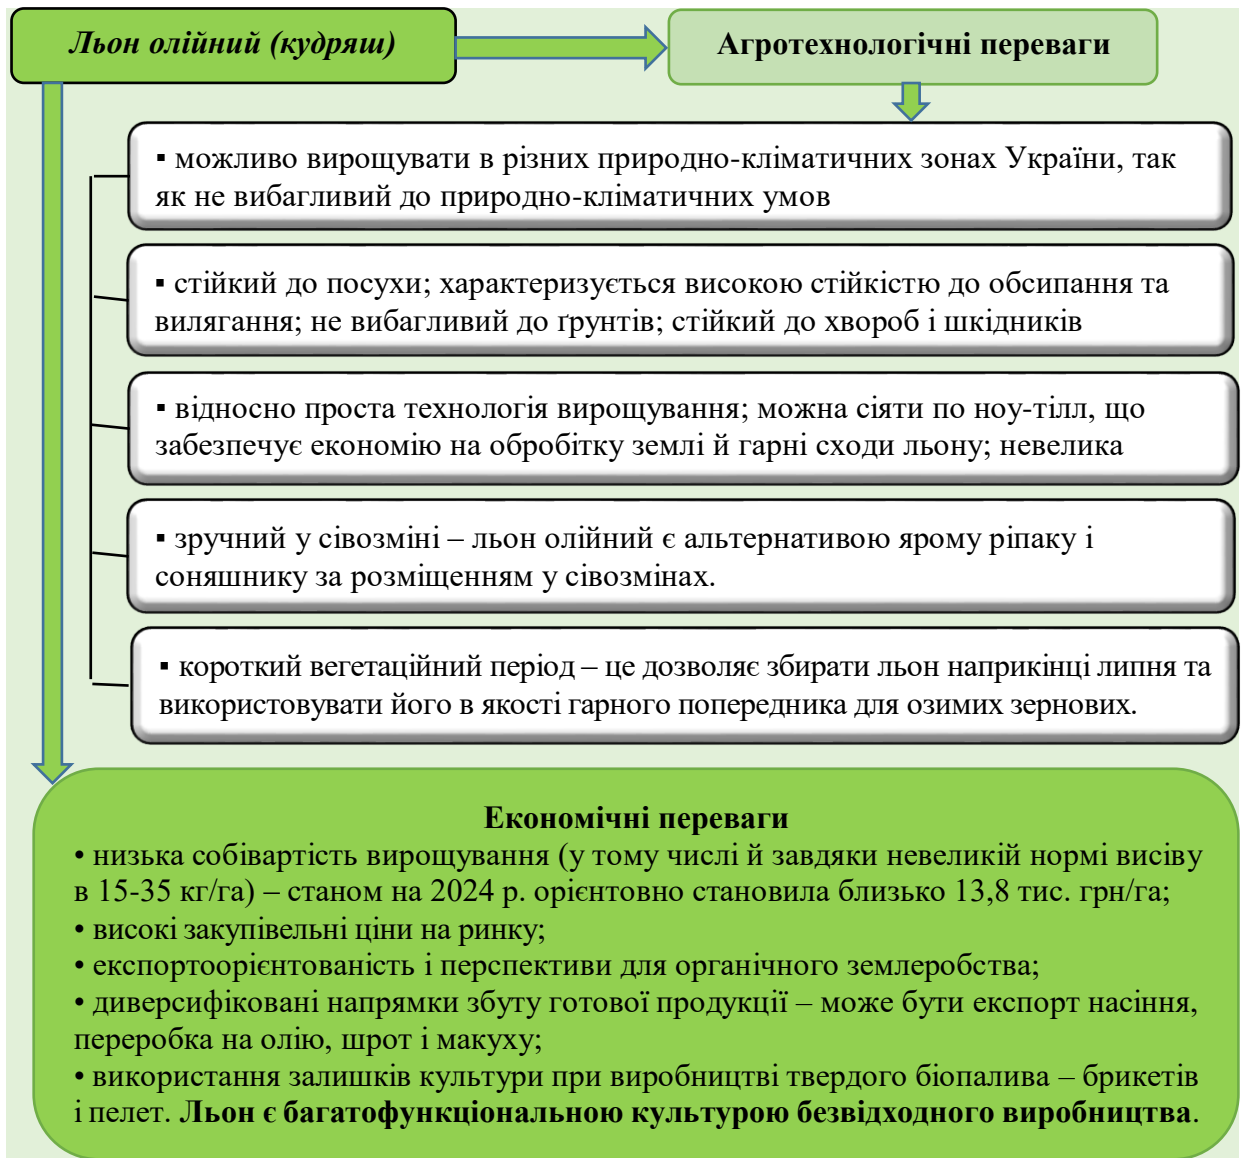 Льон олійний (кудряш)
Агротехнологічні переваги
▪ можливо вирощувати в різних природно-кліматичних зонах України, так
як не вибагливий до природно-кліматичних умов
▪ стійкий до посухи; характеризується високою стійкістю до обсипання та
вилягання; не вибагливий до ґрунтів; стійкий до хвороб і шкідників
▪ відносно проста технологія вирощування; можна сіяти по ноу-тілл, що
забезпечує економію на обробітку землі й гарні сходи льону; невелика
▪ зручний у сівозміні – льон олійний є альтернативою ярому ріпаку і
соняшнику за розміщенням у сівозмінах.
▪ короткий вегетаційний період – це дозволяє збирати льон наприкінці липня та
використовувати його в якості гарного попередника для озимих зернових.
Економічні переваги
• низька собівартість вирощування (у тому числі й завдяки невеликій нормі висіву
в 15-35 кг/га) – станом на 2024 р. орієнтовно становила близько 13,8 тис. грн/га;
• високі закупівельні ціни на ринку;
• експортоорієнтованість і перспективи для органічного землеробства;
• диверсифіковані напрямки збуту готової продукції – може бути експорт насіння,
переробка на олію, шрот і макуху;
• використання залишків культури при виробництві твердого біопалива – брикетів
і пелет. Льон є багатофункціональною культурою безвідходного виробництва.